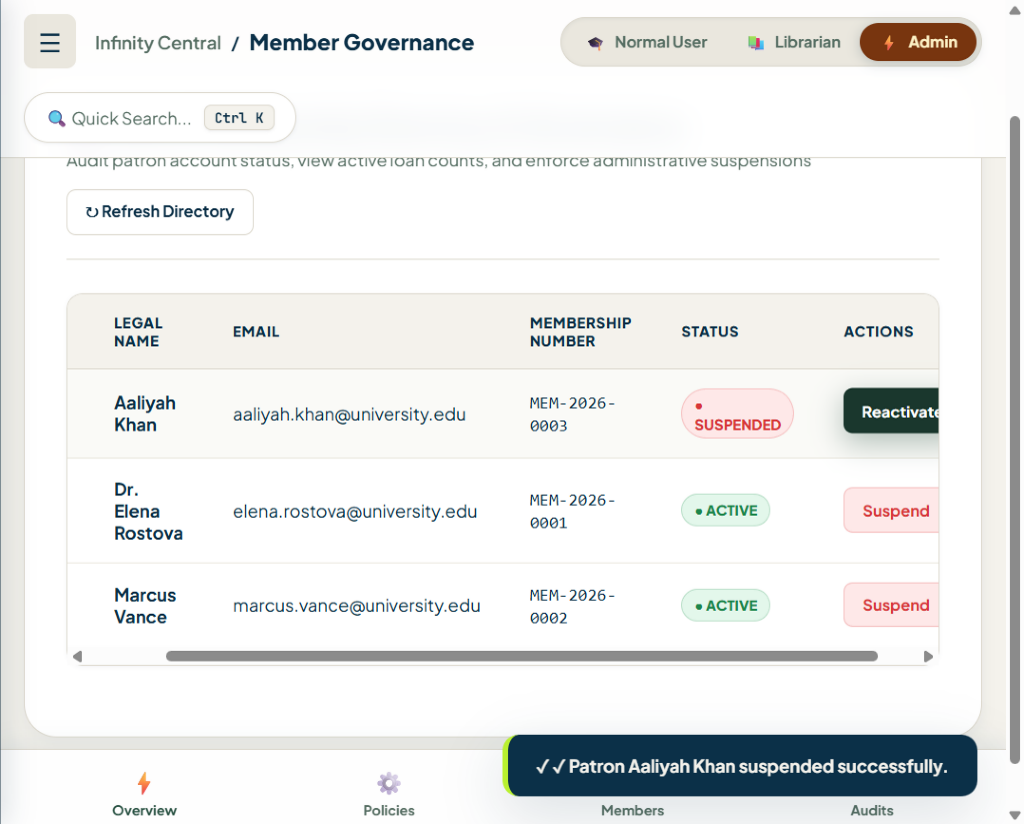 ☰ Infinity Central / Member Governance
Normal User
Librarian
Admin
Quick Search...
Ctrl K
Audit patron account status, view active loan counts, and enforce administrative suspensions
↻ Refresh Directory
LEGAL
NAME
EMAIL
MEMBERSHIP
NUMBER
STATUS
ACTIONS
Aaliyah
Khan
aaliyah.khan@university.edu
MEM-2026-
0003
•
SUSPENDED
Reactivate
Dr.
Elena
Rostova
elena.rostova@university.edu
MEM-2026-
0001
• ACTIVE
Suspend
Marcus
Vance
marcus.vance@university.edu
MEM-2026-
0002
• ACTIVE
Suspend
✓ ✓ Patron Aaliyah Khan suspended successfully.
Overview
Policies
Members
Audits